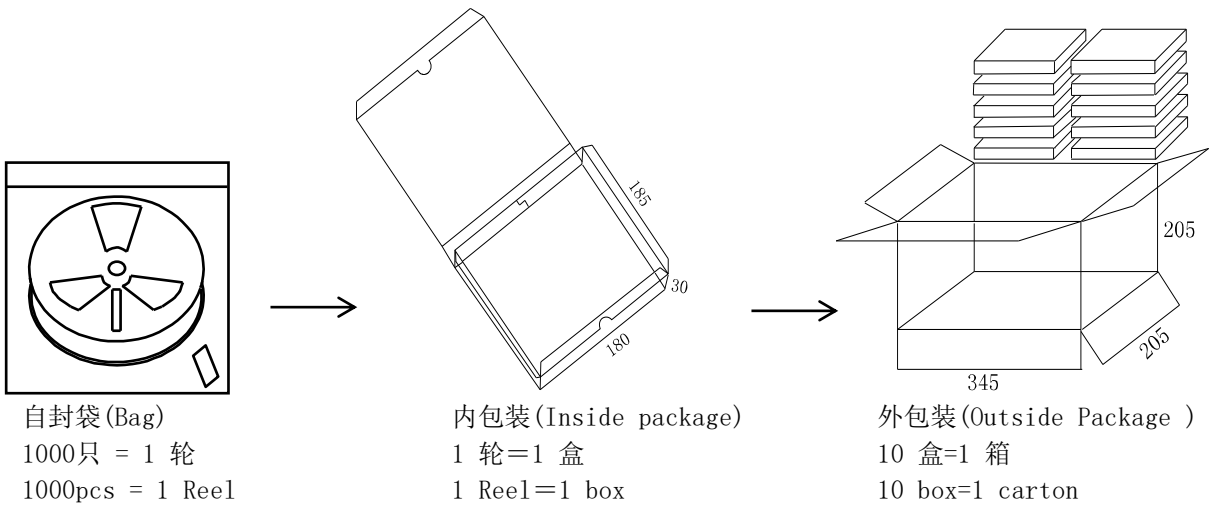 185
30
180
205
205
345
自封袋(Bag)
1000只 = 1 轮
1000pcs = 1 Reel
内包装(Inside package)
1 轮＝1 盒
1 Reel＝1 box
外包装(Outside Package )
10 盒=1 箱
10 box=1 carton